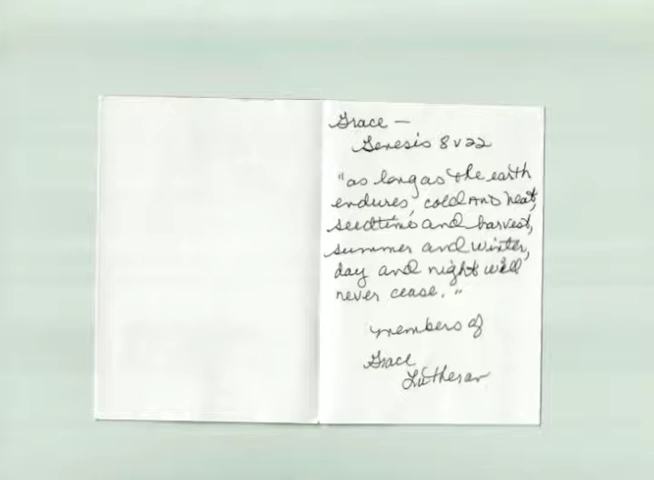 Grace —
Genesis 8 v 22
"as long as the earth
endures, cold and heat,
seedtime and harvest,
summer and winter,
day and night will
never cease."
members of
Grace
Lutheran